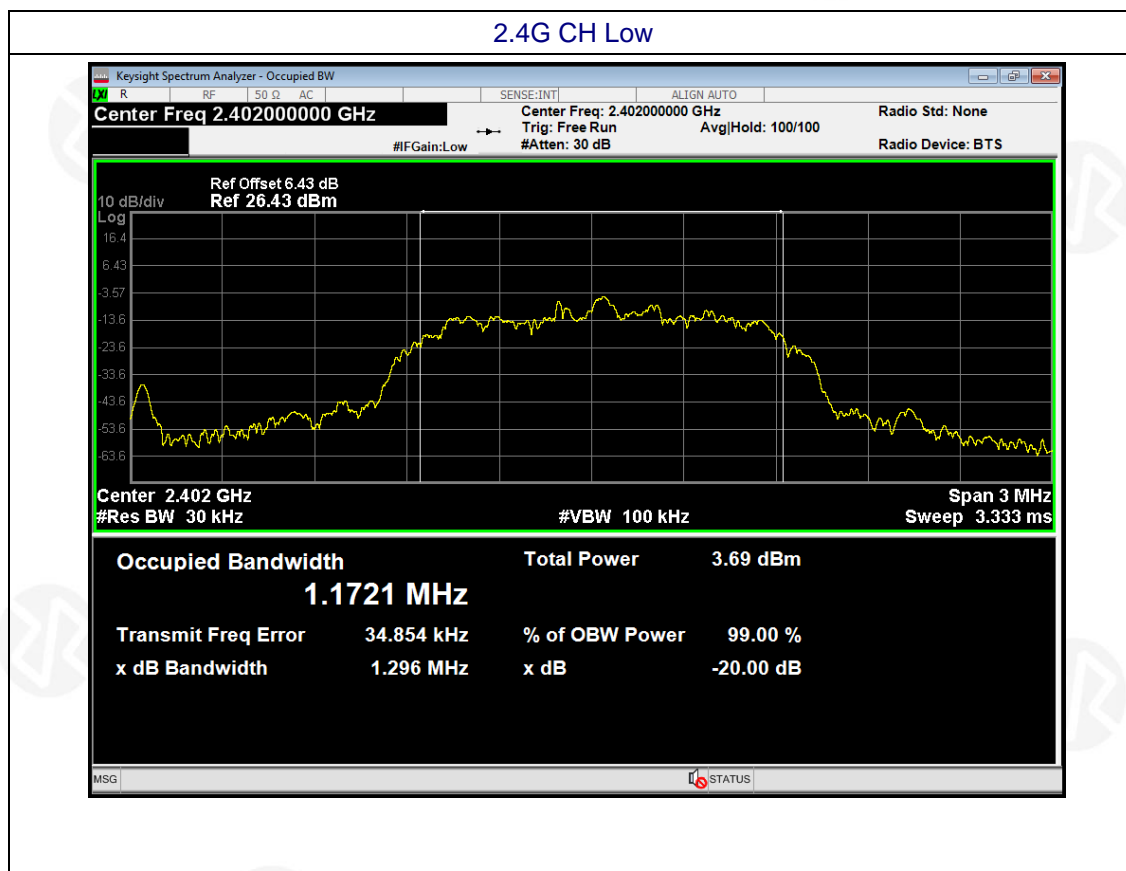 2.4G CH Low
Keysight Spectrum Analyzer - Occupied BW
LXI R RF 50 Ω AC SENSE:INT ALIGN AUTO
Center Freq 2.402000000 GHz
Center Freq: 2.402000000 GHz
Radio Std: None
Trig: Free Run
Avg|Hold: 100/100
#IFGain:Low
#Atten: 30 dB
Radio Device: BTS
Ref Offset 6.43 dB
10 dB/div
Ref 26.43 dBm
Log
16.4
6.43
-3.57
-13.6
-23.6
-33.6
-43.6
-53.6
-63.6
Center 2.402 GHz
Span 3 MHz
#Res BW 30 kHz
#VBW 100 kHz
Sweep 3.333 ms
Occupied Bandwidth
Total Power 3.69 dBm
1.1721 MHz
Transmit Freq Error 34.854 kHz
% of OBW Power 99.00 %
x dB Bandwidth 1.296 MHz
x dB -20.00 dB
MSG
STATUS